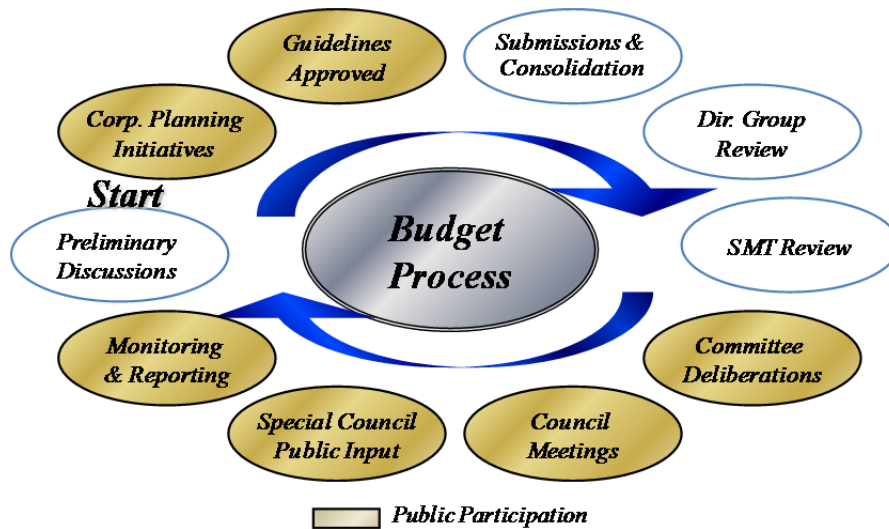 Guidelines
Approved
Submissions &
Consolidation
Corp. Planning
Initiatives
Dir. Group
Review
Start
Preliminary
Discussions
Budget
Process
SMT Review
Monitoring
& Reporting
Committee
Deliberations
Special Council
Public Input
Council
Meetings
Public Participation